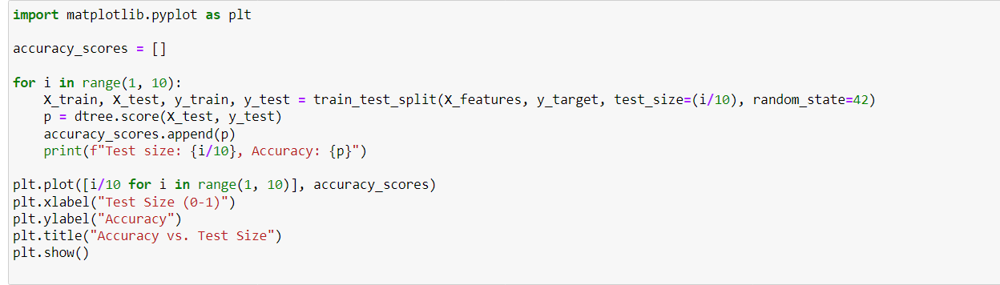 import matplotlib.pyplot as plt

accuracy_scores = []

for i in range(1, 10):
    X_train, X_test, y_train, y_test = train_test_split(X_features, y_target, test_size=(i/10), random_state=42)
    p = dtree.score(X_test, y_test)
    accuracy_scores.append(p)
    print(f"Test size: {i/10}, Accuracy: {p}")

plt.plot([i/10 for i in range(1, 10)], accuracy_scores)
plt.xlabel("Test Size (0-1)")
plt.ylabel("Accuracy")
plt.title("Accuracy vs. Test Size")
plt.show()